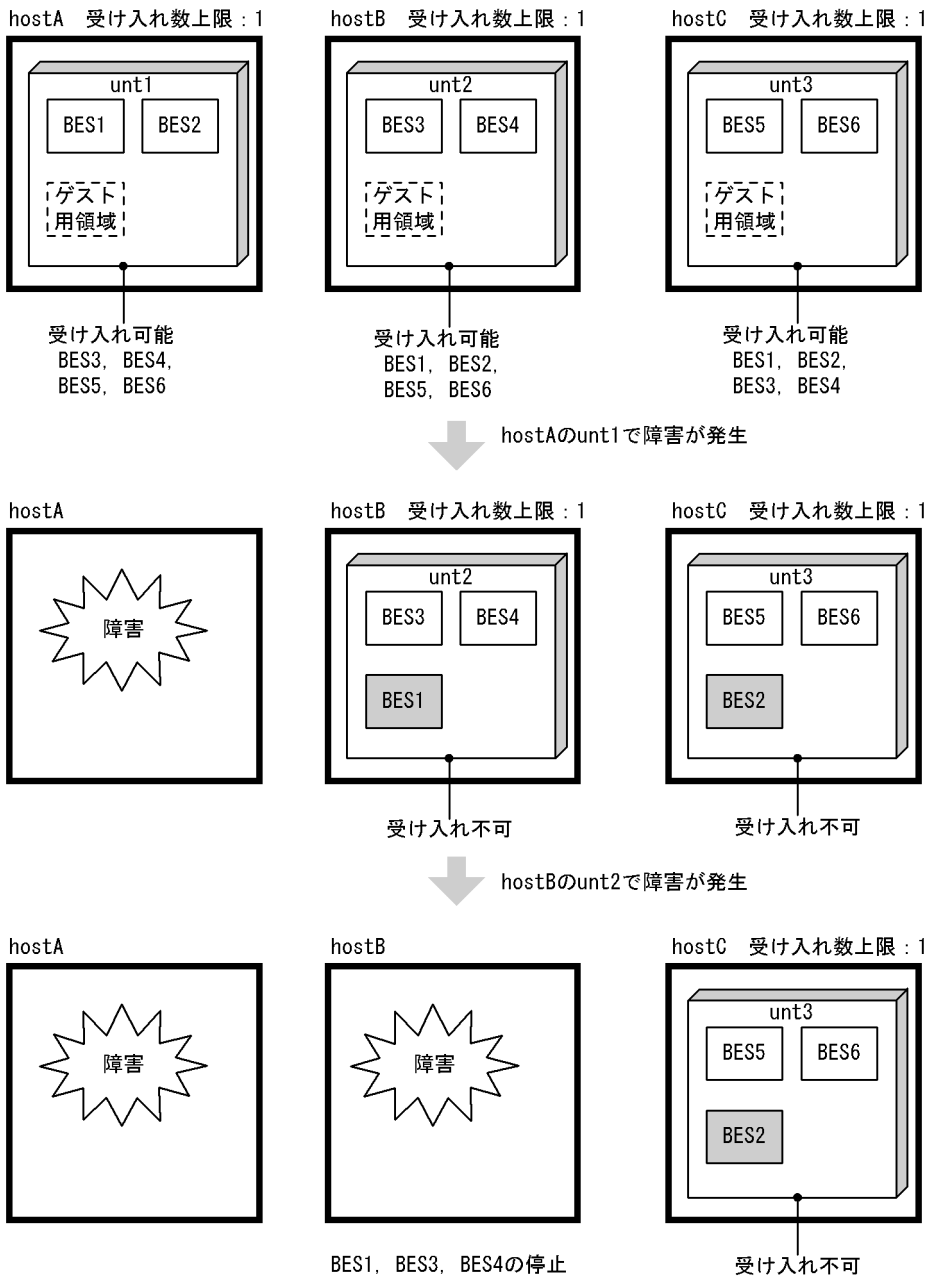 hostA　受け入れ数上限：1
hostB　受け入れ数上限：1
hostC　受け入れ数上限：1
unt1
BES1
BES2
ゲスト
用領域
unt2
BES3
BES4
ゲスト
用領域
unt3
BES5
BES6
ゲスト
用領域
受け入れ可能
BES3, BES4,
BES5, BES6
受け入れ可能
BES1, BES2,
BES5, BES6
受け入れ可能
BES1, BES2,
BES3, BES4
hostAのunt1で障害が発生
hostA
hostB　受け入れ数上限：1
hostC　受け入れ数上限：1
障害
unt2
BES3
BES4
BES1
unt3
BES5
BES6
BES2
受け入れ不可
受け入れ不可
hostBのunt2で障害が発生
hostA
hostB
hostC　受け入れ数上限：1
障害
障害
unt3
BES5
BES6
BES2
BES1, BES3, BES4の停止
受け入れ不可